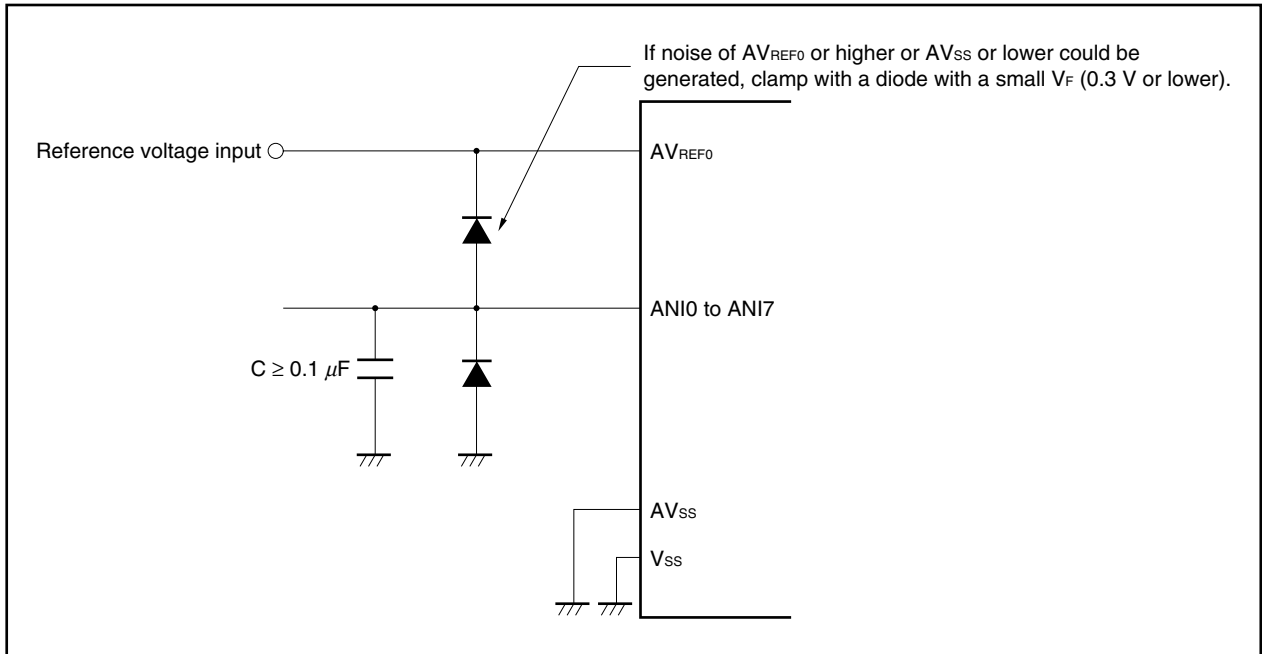 If noise of AVREF0 or higher or AVSS or lower could be
generated, clamp with a diode with a small VF (0.3 V or lower).
Reference voltage input
AVREF0
ANI0 to ANI7
C ≥ 0.1 μF
AVSS
VSS